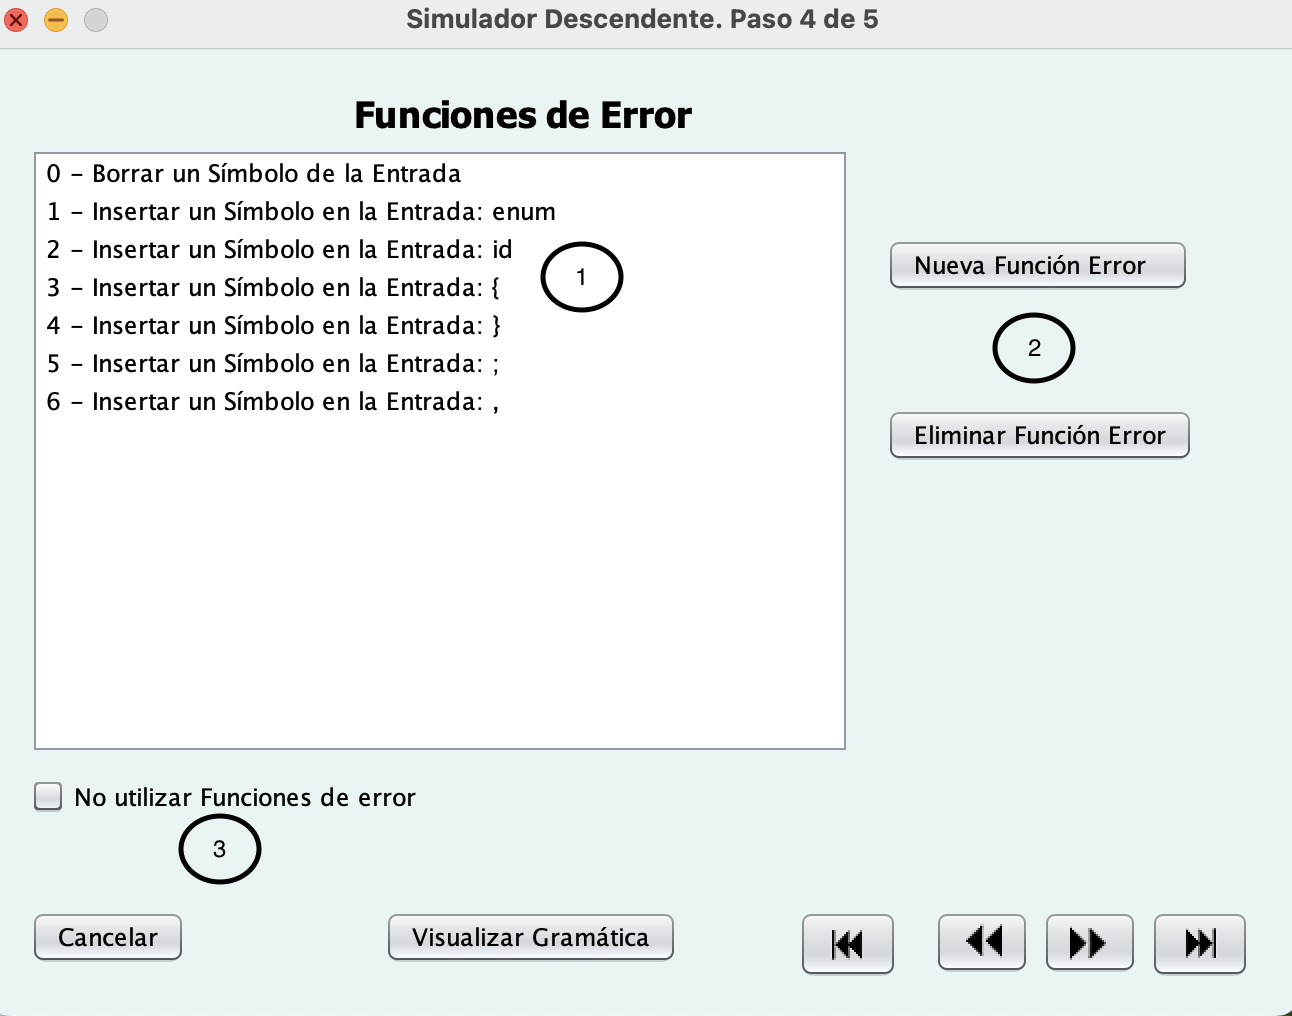 Simulador Descendente. Paso 4 de 5
Funciones de Error
0 – Borrar un Símbolo de la Entrada
1 – Insertar un Símbolo en la Entrada: enum
2 – Insertar un Símbolo en la Entrada: id
3 – Insertar un Símbolo en la Entrada: {
4 – Insertar un Símbolo en la Entrada: }
5 – Insertar un Símbolo en la Entrada: ;
6 – Insertar un Símbolo en la Entrada: ,
1
Nueva Función Error
2
Eliminar Función Error
No utilizar Funciones de error
3
Cancelar
Visualizar Gramática